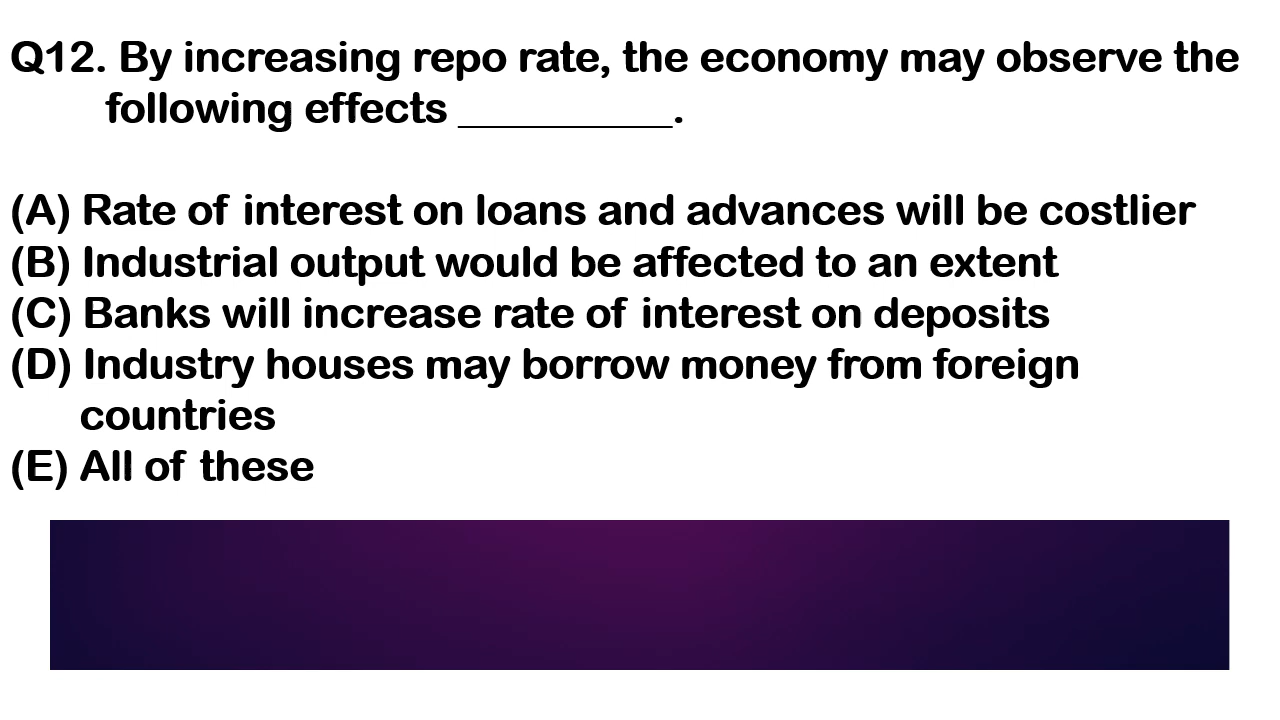 Q12. By increasing repo rate, the economy may observe the
following effects __________.
(A) Rate of interest on loans and advances will be costlier
(B) Industrial output would be affected to an extent
(C) Banks will increase rate of interest on deposits
(D) Industry houses may borrow money from foreign
countries
(E) All of these